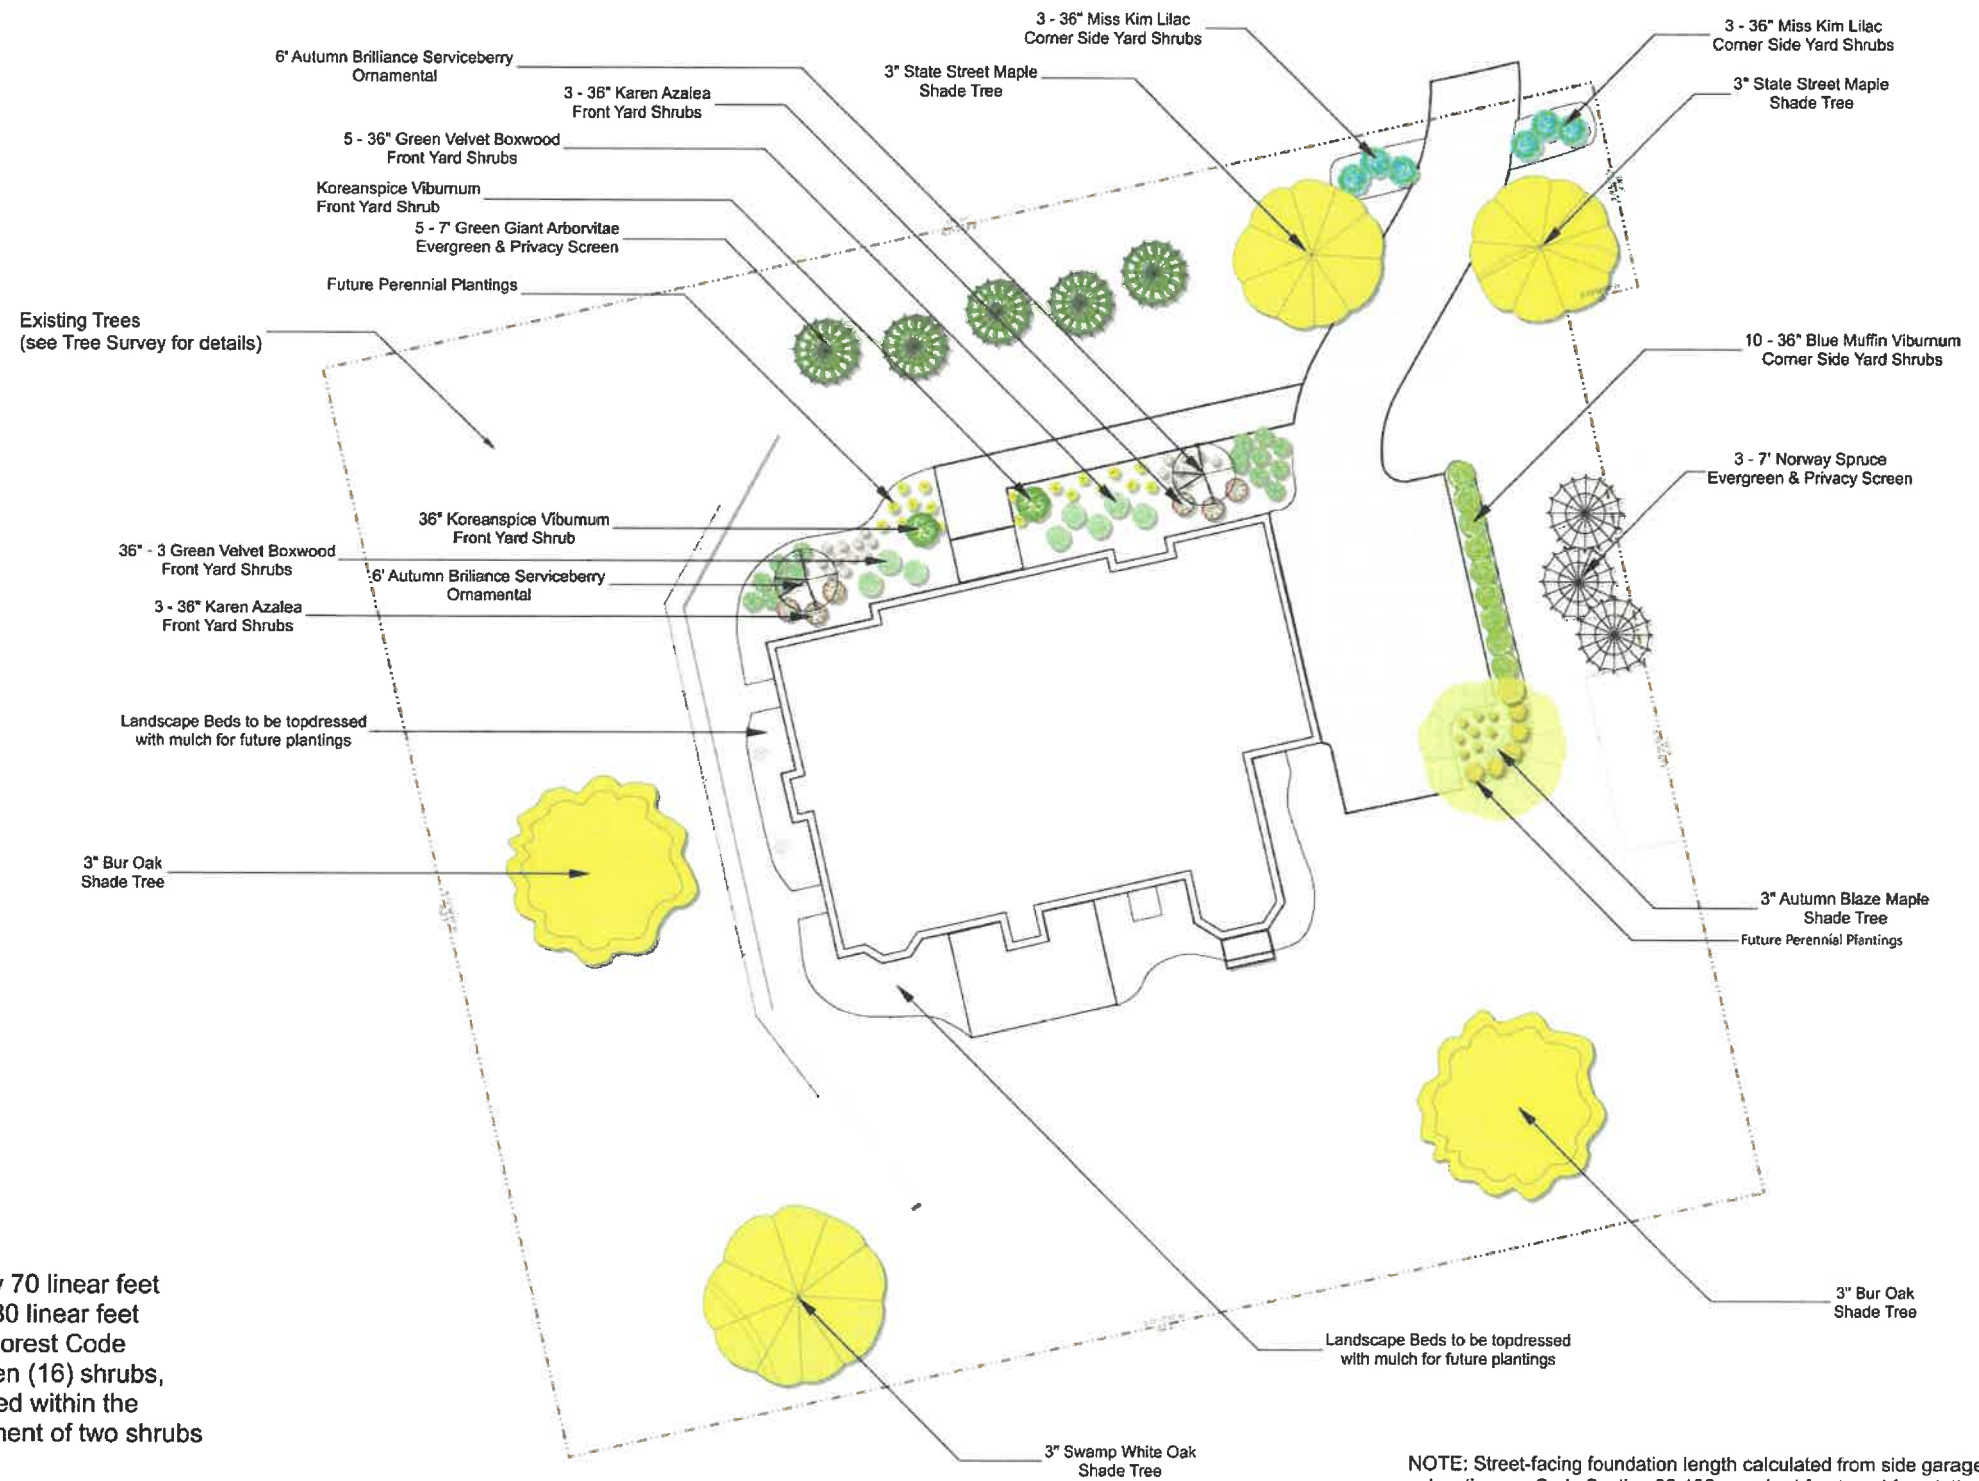 3 - 36" Miss Kim Lilac
Corner Side Yard Shrubs
3 - 36" Miss Kim Lilac
Corner Side Yard Shrubs
6' Autumn Brilliance Serviceberry
Ornamental
3" State Street Maple
Shade Tree
3" State Street Maple
Shade Tree
3 - 36" Karen Azalea
Front Yard Shrubs
5 - 36" Green Velvet Boxwood
Front Yard Shrubs
Koreanspice Viburnum
Front Yard Shrub
5 - 7' Green Giant Arborvitae
Evergreen & Privacy Screen
Future Perennial Plantings
Existing Trees
(see Tree Survey for details)
10 - 36" Blue Muffin Viburnum
Corner Side Yard Shrubs
3 - 7' Norway Spruce
Evergreen & Privacy Screen
36" Koreanspice Viburnum
Front Yard Shrub
36" - 3 Green Velvet Boxwood
Front Yard Shrubs
6' Autumn Briliance Serviceberry
Ornamental
3 - 36" Karen Azalea
Front Yard Shrubs
Landscape Beds to be topdressed
with mulch for future plantings
3" Bur Oak
Shade Tree
3" Autumn Blaze Maple
Shade Tree
Future Perennial Plantings
3" Bur Oak
Shade Tree
Landscape Beds to be topdressed
with mulch for future plantings
3" Swamp White Oak
Shade Tree
70 linear feet
30 linear feet
orest Code
en (16) shrubs,
ed within the
nent of two shrubs
NOTE: Street-facing foundation length calculated from side garage